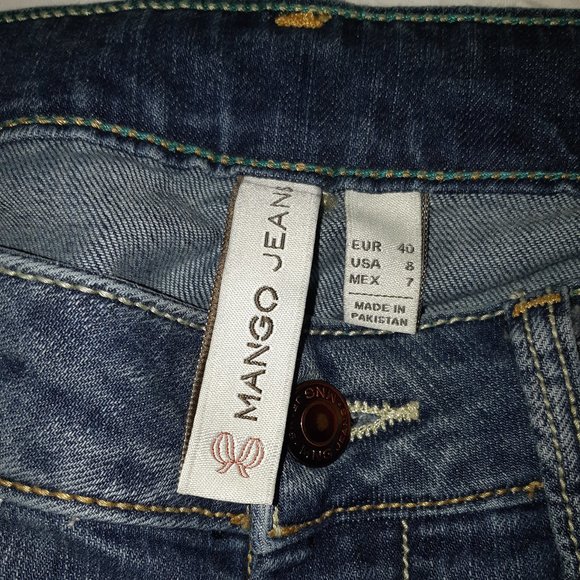 MANGO JEANS
EUR 40
USA 8
MEX 7
MADE IN
PAKISTAN